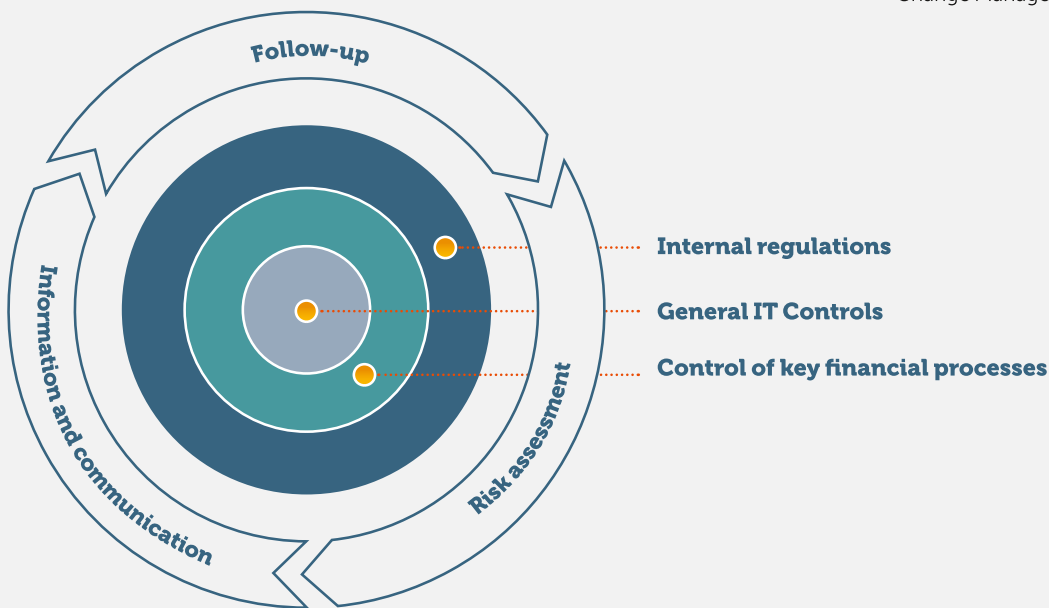 Follow-up
Internal regulations
General IT Controls
Control of key financial processes
Risk assessment
Information and communication